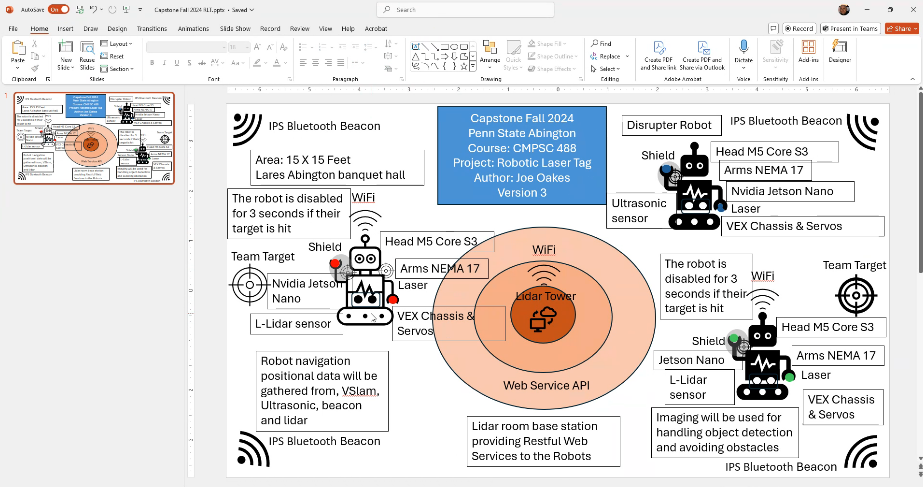 AutoSave On
Capstone Fall 2024 RLT.pptx • Saved
Search
File Home Insert Draw Design Transitions Animations Slide Show Record Review View Help Acrobat
Record
Present in Teams
Share
Paste
New Slide
Reuse Slides
Layout
Reset
Section
Arrange
Quick Styles
Shape Fill
Shape Outline
Shape Effects
Find
Replace
Select
Create PDF
Create PDF and Share via Outlook
Dictate
Sensitivity
Add-ins
Designer
Clipboard
Slides
Font
Paragraph
Drawing
Editing
Adobe Acrobat
Voice
Sensitivity
Add-ins
1
IPS Bluetooth Beacon
Capstone Fall 2024
Penn State Abington
Course: CMPSC 488
Project: Robotic Laser Tag
Author: Joe Oakes
Version 3
Disrupter Robot
IPS Bluetooth Beacon
Area: 15 X 15 Feet
Lares Abington banquet hall
Shield
Head M5 Core S3
Arms NEMA 17
Nvidia Jetson Nano
Laser
VEX Chassis & Servos
Ultrasonic
sensor
The robot is disabled
for 3 seconds if their
target is hit
WiFi
Shield
Head M5 Core S3
Team Target
Arms NEMA 17
Nvidia Jetson
Nano
Laser
L-Lidar sensor
VEX Chassis &
Servos
WiFi
Lidar Tower
Web Service API
The robot is
disabled for 3
seconds if their
target is hit
WiFi
Team Target
Head M5 Core S3
Shield
Jetson Nano
Arms NEMA 17
Laser
L-Lidar
sensor
VEX Chassis
& Servos
Robot navigation
positional data will be
gathered from, VSlam,
Ultrasonic, beacon
and lidar
Imaging will be used for
handling object detection
and avoiding obstacles
Lidar room base station
providing Restful Web
Services to the Robots
IPS Bluetooth Beacon
IPS Bluetooth Beacon